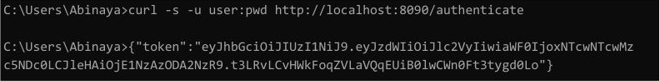 C:\Users\Abinaya>curl -s -u user:pwd http://localhost:8090/authenticate
C:\Users\Abinaya>{"token":"eyJhbGciOiJIUzI1NiJ9.eyJzdWIiOiJlc2VyIiwiaWF0IjoxNTcwNTcwMz
c5NDc0LCJleHAiOjE1NzAzODA2NzR9.t3LRvLCvHWkFoqZVLaVQqEUiB0lwCWn0Ft3tygd0Lo"}